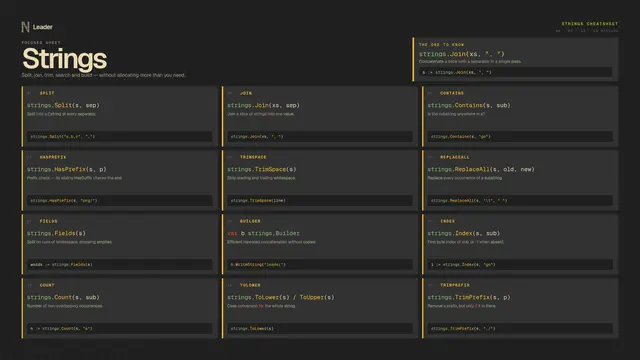 N Leader
STRINGS CHEATSHEET
FOCUSED SHEET
Strings
Split, join, trim, search and build — without allocating more than you need.
THE ONE TO KNOW
strings.Join(xs, ", ")
Concatenate a slice with a separator in a single pass.
s := strings.Join(xs, ", ")
SPLIT
strings.Split(s, sep)
Split into a []string at every separator.
strings.Split("a,b,c", ",")
JOIN
strings.Join(xs, sep)
Join a slice of strings into one value.
strings.Join(xs, ", ")
CONTAINS
strings.Contains(s, sub)
Is the substring anywhere in s?
strings.Contains(s, "go")
HASPREFIX
strings.HasPrefix(s, p)
Prefix check — its sibling HasSuffix checks the end.
strings.HasPrefix(s, "img/")
TRIMSPACE
strings.TrimSpace(s)
Strip leading and trailing whitespace.
strings.TrimSpace(line)
REPLACEALL
strings.ReplaceAll(s, old, new)
Replace every occurrence of a substring.
FIELDS
strings.Fields(s)
Split on runs of whitespace, dropping empties.
words := strings.Fields(s)
BUILDER
var b strings.Builder
Efficient repeated concatenation without copies.
INDEX
strings.Index(s, sub)
First byte index of sub, or -1 when absent.
i := strings.Index(s, "go")
COUNT
strings.Count(s, sub)
Number of non-overlapping occurrences.
n := strings.Count(s, "a")
TOLOWER
strings.ToLower(s) / ToUpper(s)
Case conversion for the whole string.
strings.ToLower(s)
TRIMPREFIX
strings.TrimPrefix(s, p)
Remove a prefix, but only if it is there.
strings.TrimPrefix(s, "./")